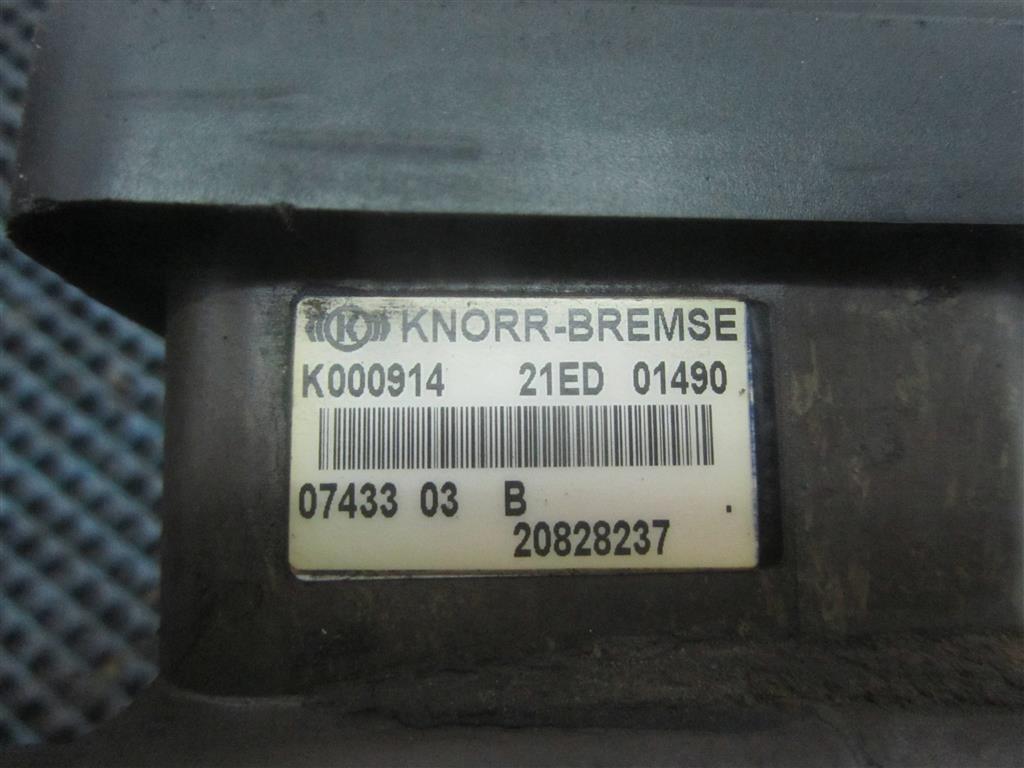 K KNORR-BREMSE
K000914 21ED 01490
07433 03 B .
20828237